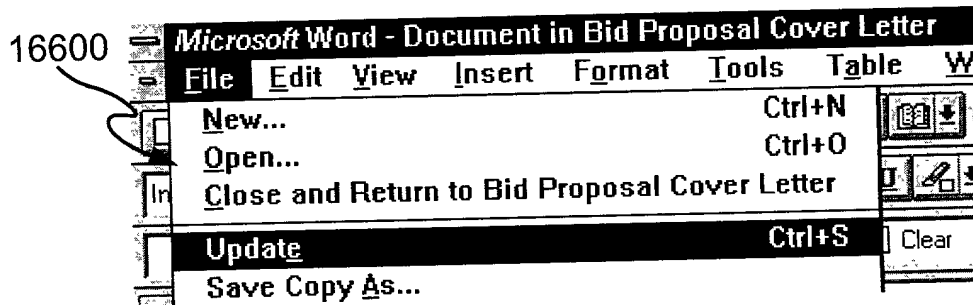 16600
Microsoft Word - Document in Bid Proposal Cover Letter
File Edit View Insert Format Tools Table W
New... Ctrl+N
Open... Ctrl+O
In
Close and Return to Bid Proposal Cover Letter
U
Update Ctrl+S
Clear
Save Copy As...